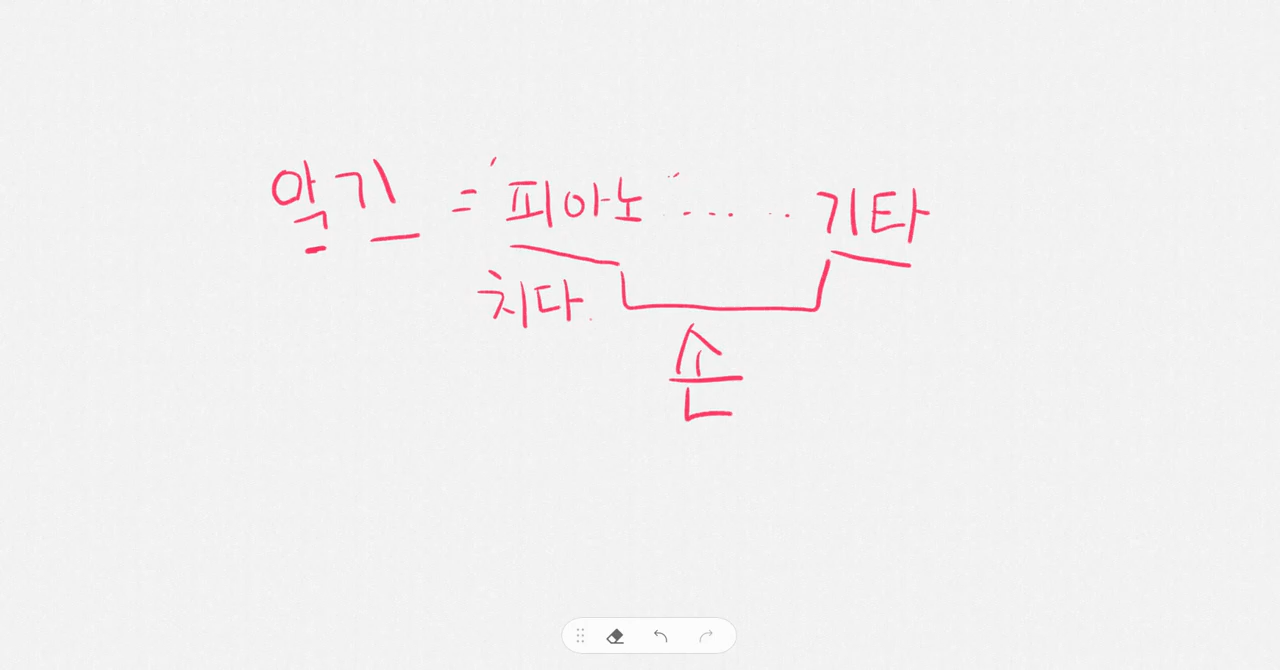 악기 = '피아노' ..... 기타
치다.
손